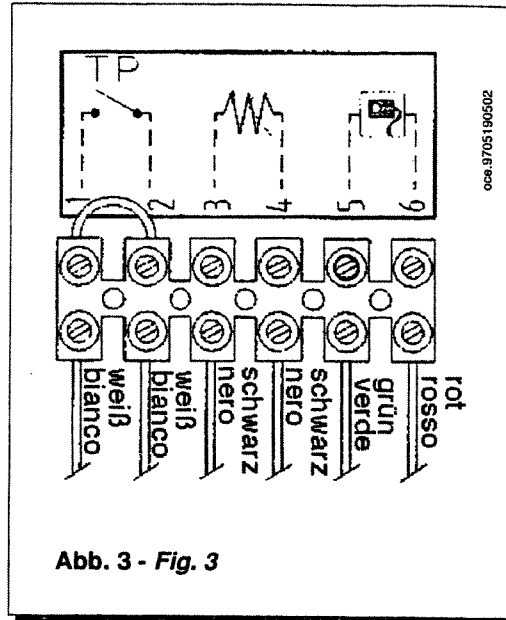 TP
1 2 3 4 5 6
oce.9705190502
weiß
bianco
weiß
bianco
schwarz
nero
schwarz
nero
grün
verde
rot
rosso
Abb. 3 - Fig. 3